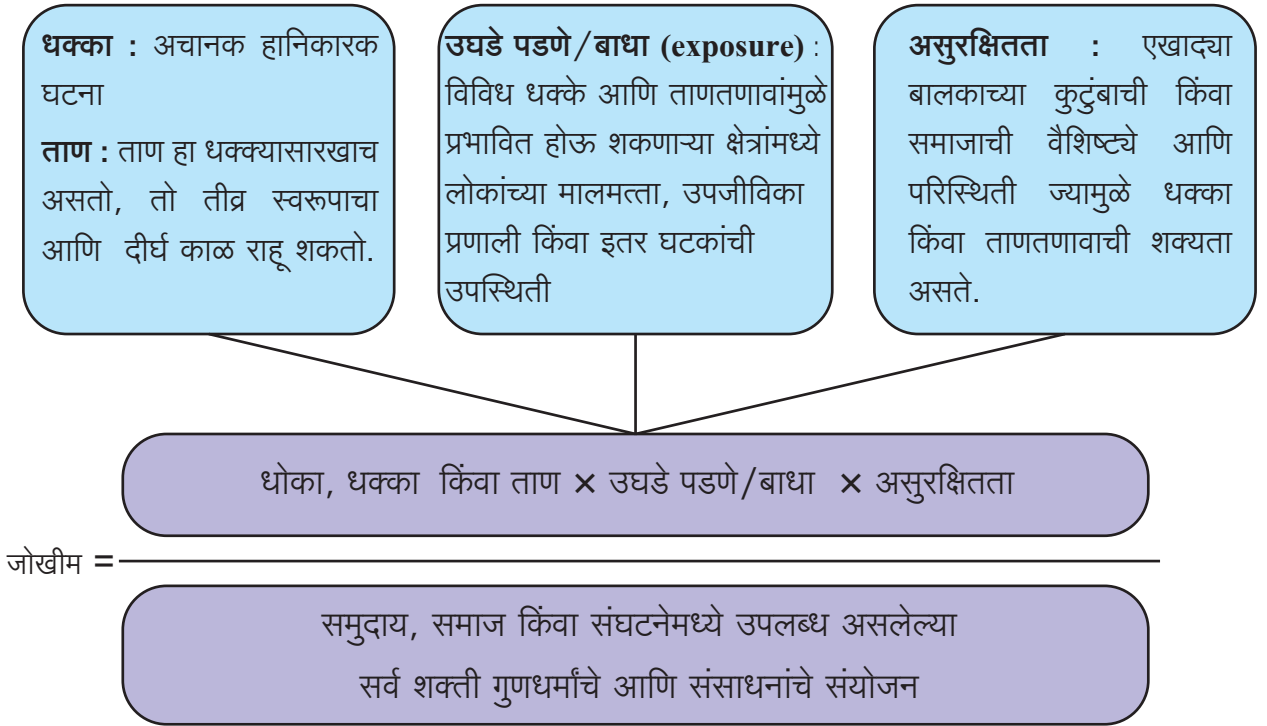 धक्का : अचानक हानिकारक
घटना
ताण : ताण हा धक्क्यासारखाच
असतो, तो तीव्र स्वरूपाचा
आणि दीर्घ काळ राहू शकतो.
उघडे पडणे/बाधा (exposure) :
विविध धक्के आणि ताणतणावांमुळे
प्रभावित होऊ शकणाऱ्या क्षेत्रांमध्ये
लोकांच्या मालमत्ता, उपजीविका
प्रणाली किंवा इतर घटकांची
उपस्थिती
असुरक्षितता : एखाद्या
बालकाच्या कुटुंबाची किंवा
समाजाची वैशिष्ट्ये आणि
परिस्थिती ज्यामुळे धक्का
किंवा ताणतणावाची शक्यता
असते.
धोका, धक्का किंवा ताण × उघडे पडणे/बाधा × असुरक्षितता
जोखीम =
समुदाय, समाज किंवा संघटनेमध्ये उपलब्ध असलेल्या
सर्व शक्ती गुणधर्मांचे आणि संसाधनांचे संयोजन